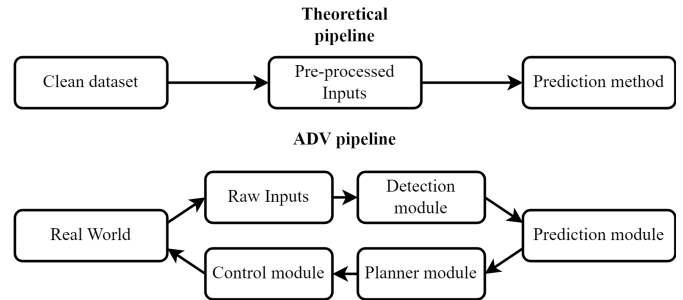 Theoretical
pipeline
Clean dataset
Pre-processed
Inputs
Prediction method
ADV pipeline
Raw Inputs
Detection
module
Real World
Prediction module
Control module
Planner module